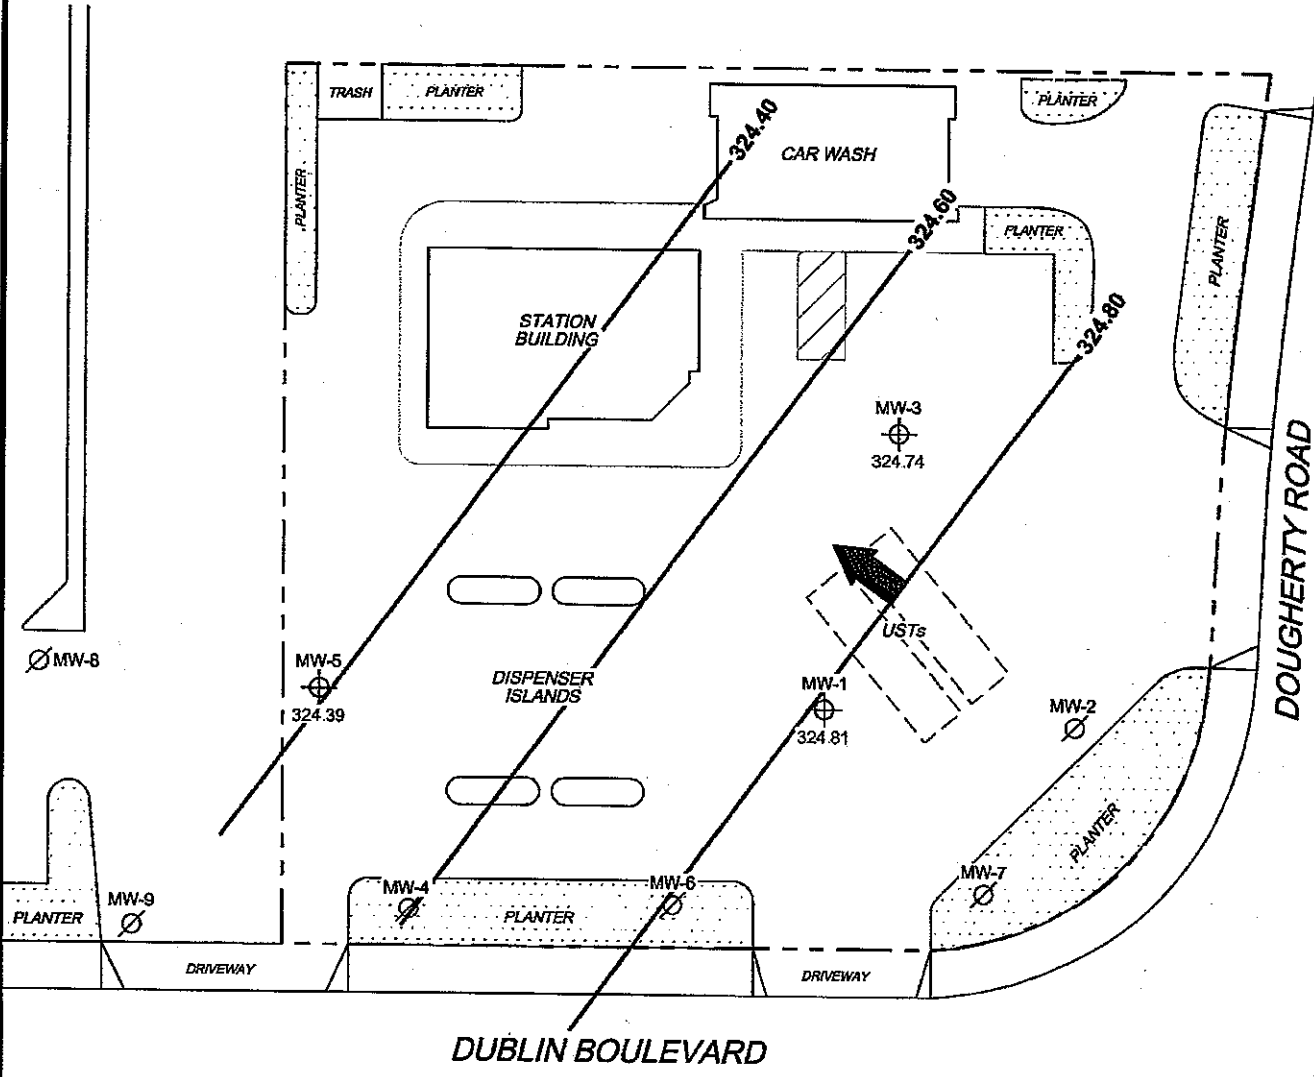 TRASH
PLANTER
PLANTER
324.40
CAR WASH
PLANTER
PLANTER
324.60
PLANTER
PLANTER
STATION
BUILDING
324.80
MW-3
324.74
DOUGHERTY ROAD
USTs
MW-8
MW-5
324.39
DISPENSER
ISLANDS
MW-1
324.81
MW-2
PLANTER
MW-7
MW-4
MW-6
PLANTER
MW-9
PLANTER
DRIVEWAY
DRIVEWAY
DUBLIN BOULEVARD